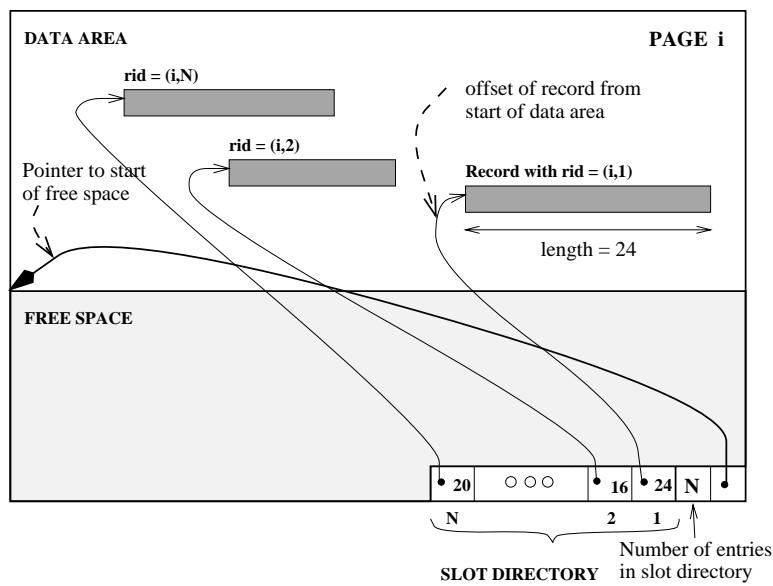 DATA AREA
PAGE i
rid = (i,N)
offset of record from
start of data area
rid = (i,2)
Pointer to start
of free space
Record with rid = (i,1)
length = 24
FREE SPACE
20
16
24
N
N
2
1
Number of entries
in slot directory
SLOT DIRECTORY